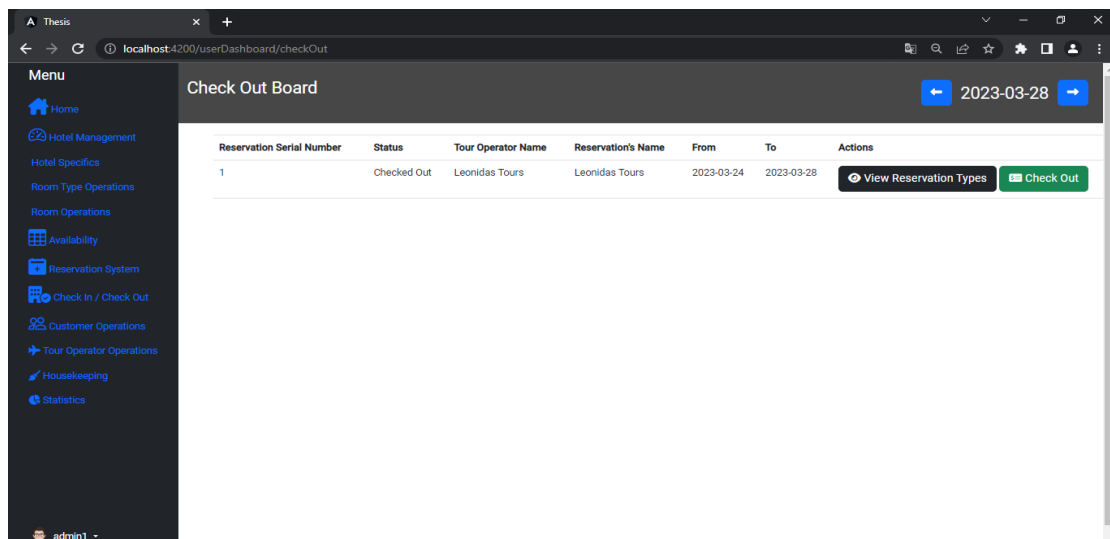 Thesis
localhost:4200/userDashboard/checkOut
Menu
Home
Hotel Management
Hotel Specifics
Room Type Operations
Room Operations
Availability
Reservation System
Check In / Check Out
Customer Operations
Tour Operator Operations
Housekeeping
Statistics
admin1
Check Out Board
2023-03-28
Reservation Serial Number Status Tour Operator Name Reservation's Name From To Actions
1 Checked Out Leonidas Tours Leonidas Tours 2023-03-24 2023-03-28 View Reservation Types Check Out